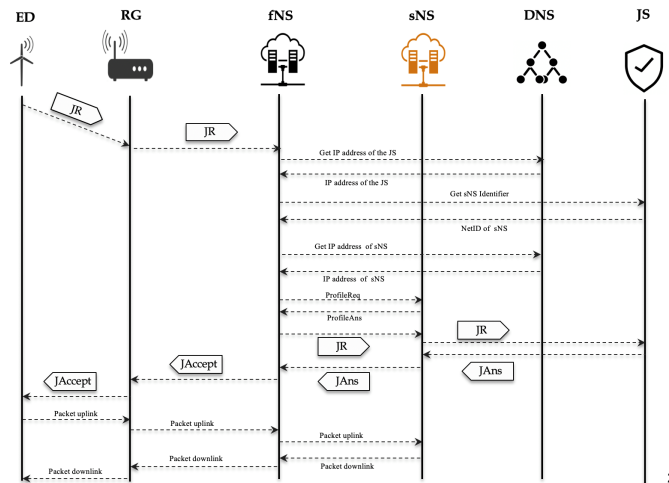 ED
RG
fNS
sNS
DNS
JS
JR
JR
Get IP address of the JS
IP address of the JS
Get sNS Identifier
NetID of sNS
Get IP address of sNS
IP address of sNS
ProfileReq
ProfileAns
JR
JR
JAns
JAns
JAccept
JAccept
Packet uplink
Packet uplink
Packet uplink
Packet downlink
Packet downlink
Packet downlink